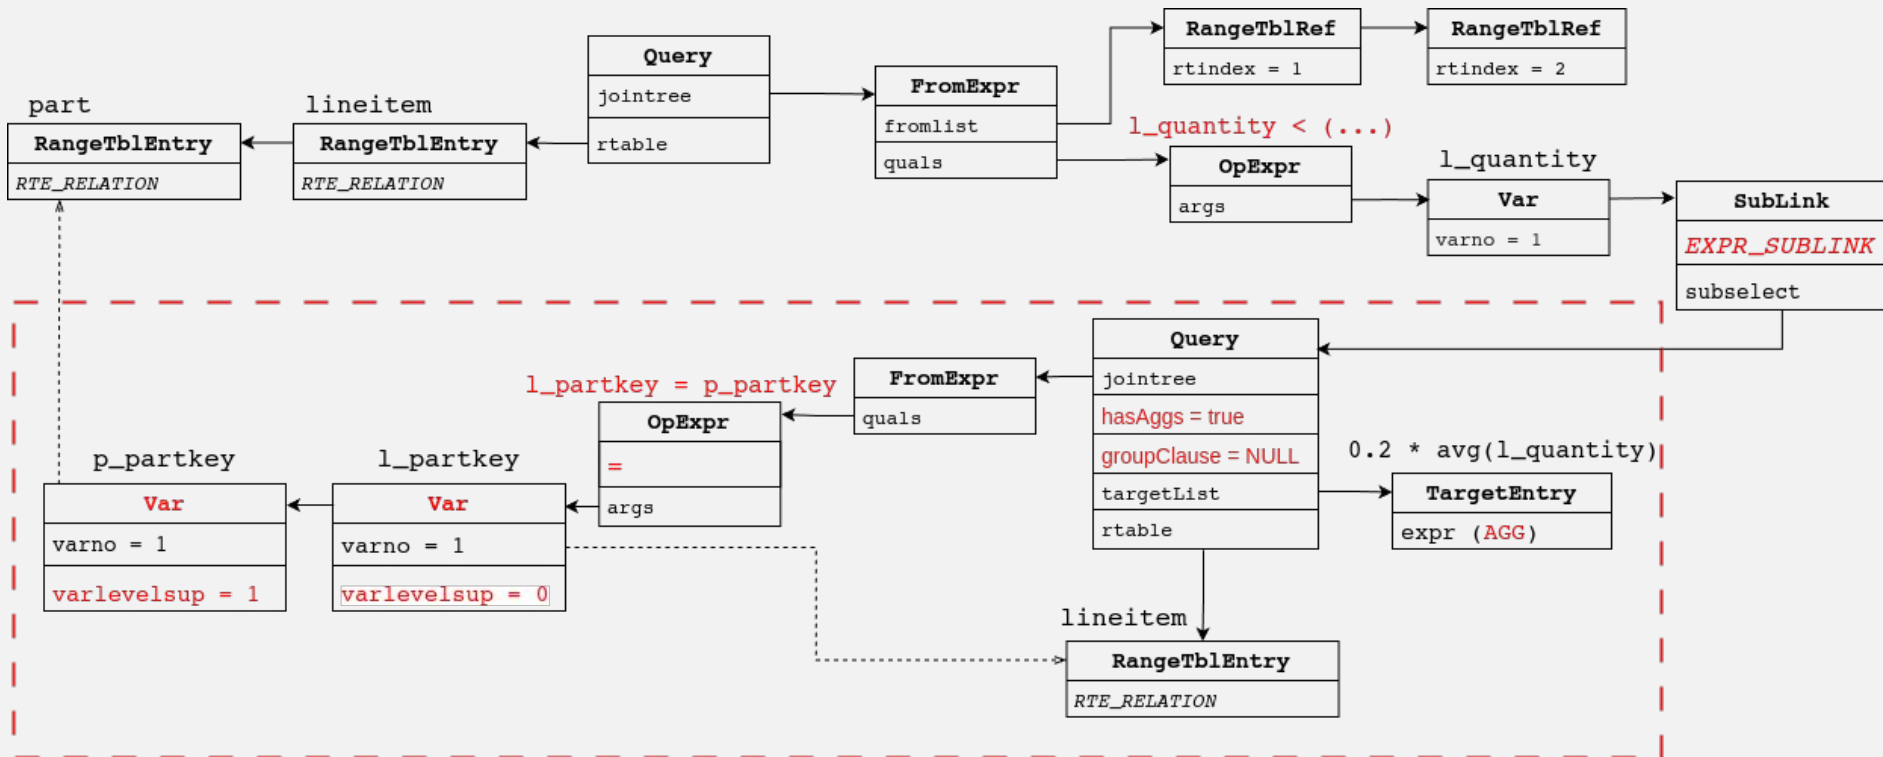 part
RangeTblEntry
RTE_RELATION
lineitem
RangeTblEntry
RTE_RELATION
Query
jointree
rtable
FromExpr
fromlist
quals
RangeTblRef
rtindex = 1
RangeTblRef
rtindex = 2
l_quantity < (...)
OpExpr
args
l_quantity
Var
varno = 1
SubLink
EXPR_SUBLINK
subselect
Query
jointree
hasAggs = true
groupClause = NULL
targetList
rtable
0.2 * avg(l_quantity)
TargetEntry
expr (AGG)
FromExpr
quals
l_partkey = p_partkey
OpExpr
=
args
l_partkey
Var
varno = 1
varlevelsup = 0
p_partkey
Var
varno = 1
varlevelsup = 1
lineitem
RangeTblEntry
RTE_RELATION